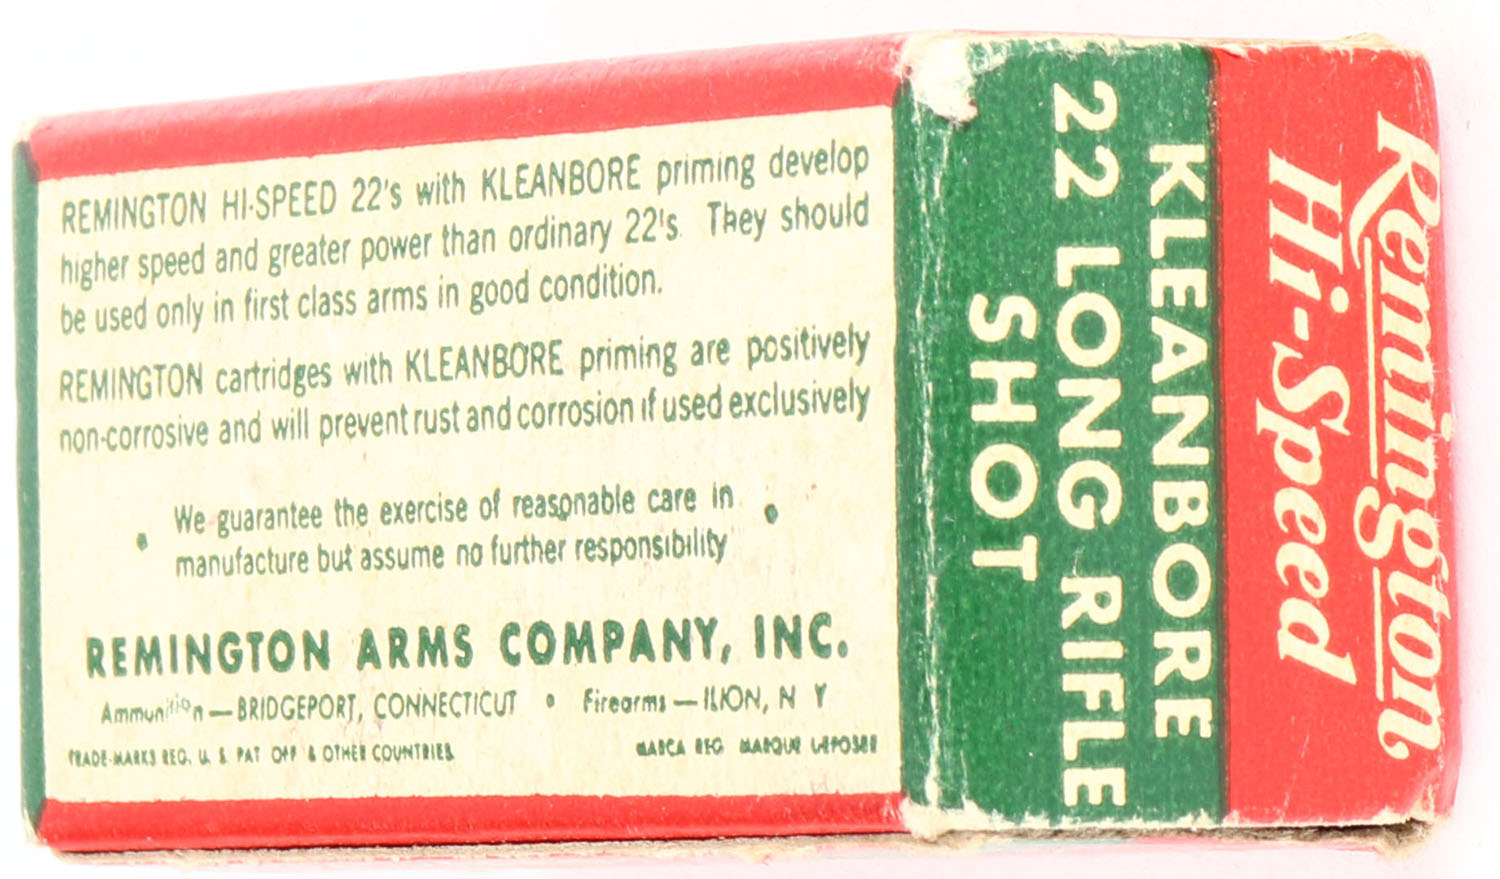 REMINGTON HI-SPEED 22's with KLEANBORE priming develop
higher speed and greater power than ordinary 22's. They should
be used only in first class arms in good condition.
REMINGTON cartridges with KLEANBORE priming are positively
non-corrosive and will prevent rust and corrosion if used exclusively
• We guarantee the exercise of reasonable care in •
manufacture but assume no further responsibility
REMINGTON ARMS COMPANY, INC.
Ammunition — BRIDGEPORT, CONNECTICUT • Firearms — ILION, N Y
TRADE-MARKS REG. U. S. PAT OFF & OTHER COUNTRIES MARCA REG MARQUE DEPOSEE
Remington
Hi-Speed
KLEANBORE
22 LONG RIFLE
SHOT